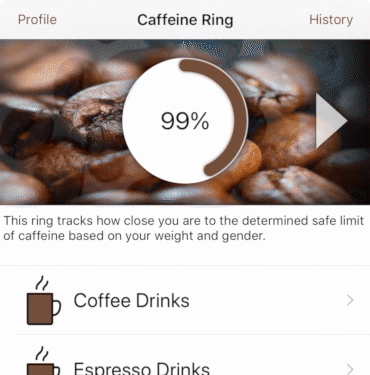 Profile
Caffeine Ring
History
99%
This ring tracks how close you are to the determined safe limit
of caffeine based on your weight and gender.
Coffee Drinks
Espresso Drinks